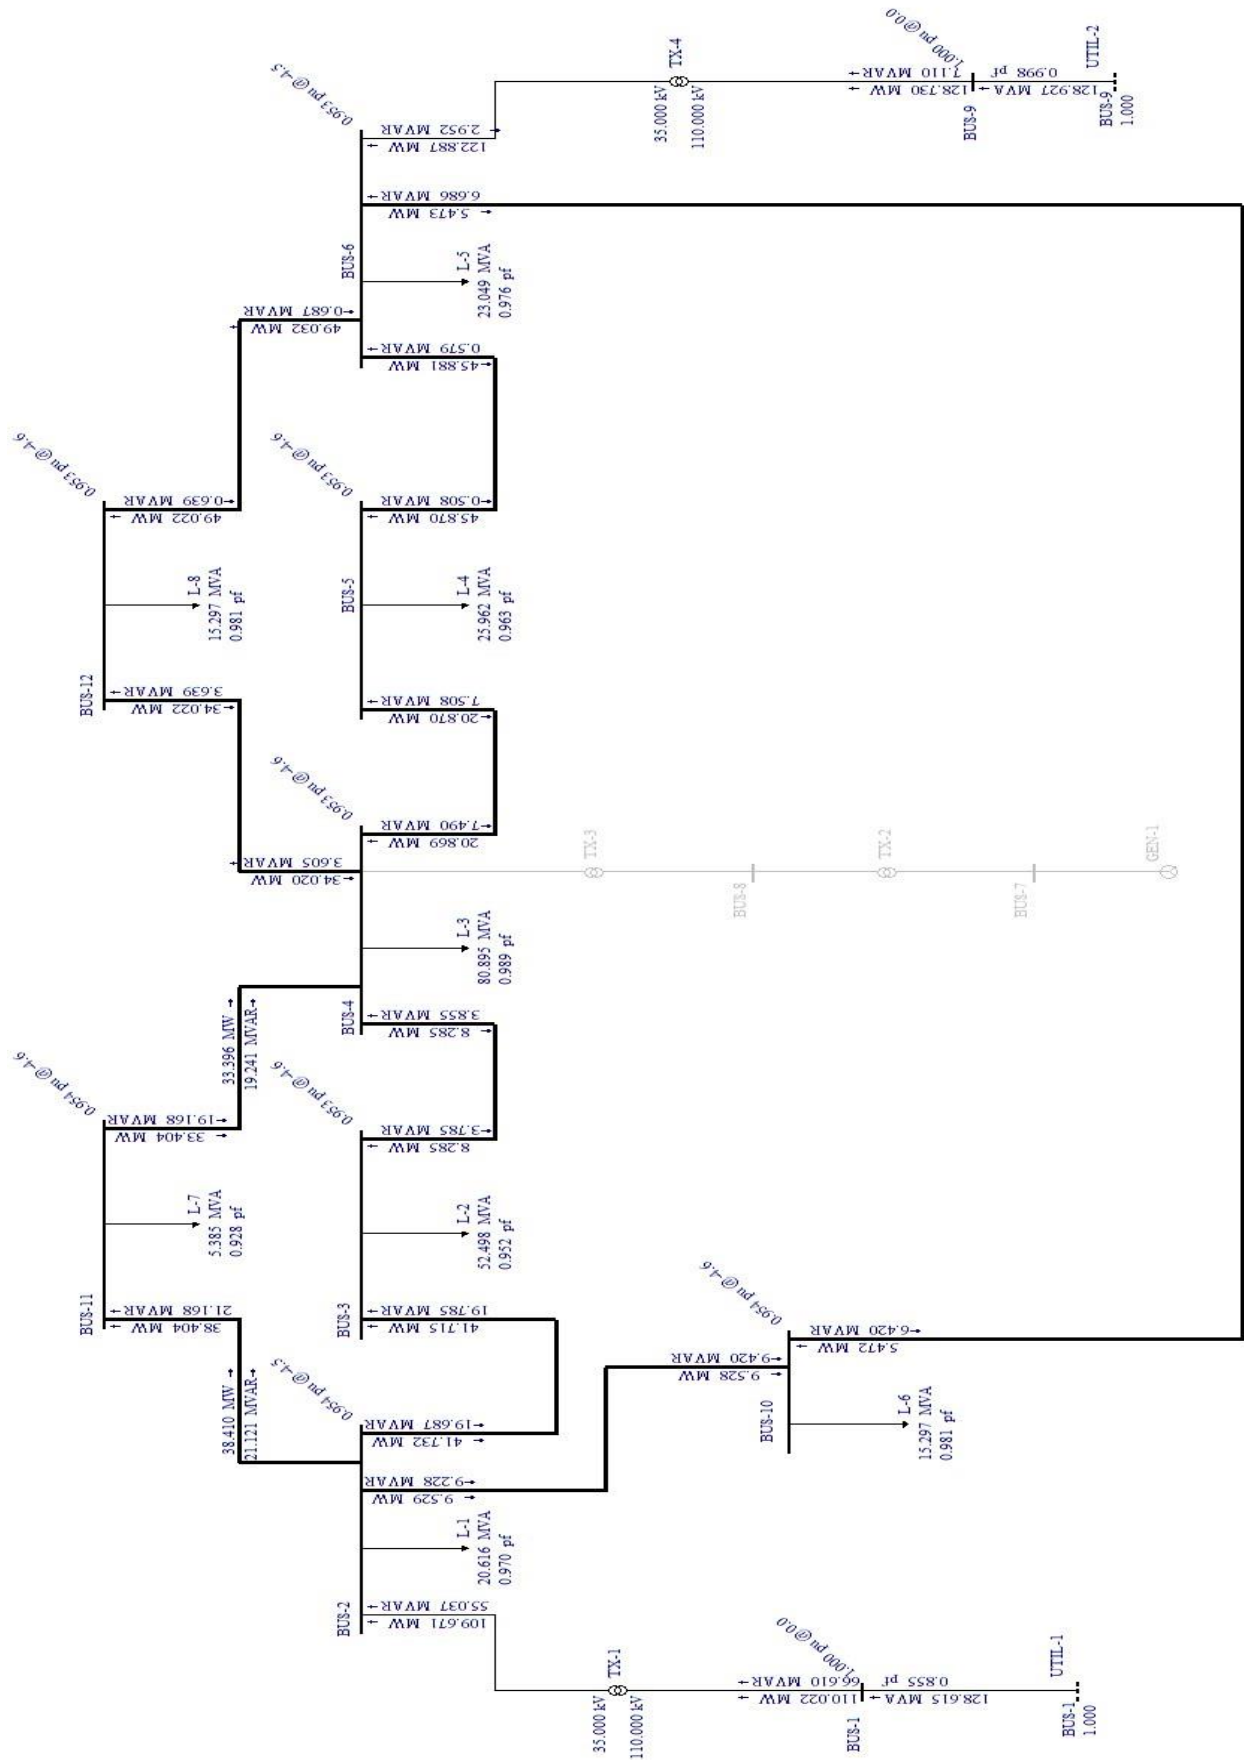 0.953 pu @-4.5
1.000 pu @0.0
TX-4
35.000 kV
110.000 kV
2.952 MVAR
122.887 MW
7.110 MVAR
128.730 MW
BUS-9
0.998 pf
128.927 MVA
UTIL-2
BUS-9
1.000
6.686 MVAR
5.473 MW
BUS-6
L-5
23.049 MVA
0.976 pf
0.687 MVAR
49.032 MW
0.579 MVAR
45.881 MW
0.953 pu @-4.6
0.639 MVAR
49.022 MW
L-8
15.297 MVA
0.981 pf
BUS-12
3.639 MVAR
34.022 MW
0.953 pu @-4.6
0.508 MVAR
45.870 MW
BUS-5
L-4
25.962 MVA
0.963 pf
7.508 MVAR
20.870 MW
0.953 pu @-4.6
7.490 MVAR
20.869 MW
3.605 MVAR
34.020 MW
TX-3
BUS-8
TX-2
BUS-7
GEN-1
L-3
80.895 MVA
0.989 pf
BUS-4
3.855 MVAR
8.285 MW
33.396 MW
19.241 MVAR
0.954 pu @-4.6
19.168 MVAR
33.404 MW
L-7
5.385 MVA
0.928 pf
BUS-11
21.168 MVAR
38.404 MW
0.953 pu @-4.6
3.785 MVAR
8.285 MW
L-2
52.498 MVA
0.952 pf
BUS-3
19.785 MVAR
41.715 MW
38.410 MW
21.121 MVAR
0.954 pu @-4.5
19.687 MVAR
41.732 MW
9.228 MVAR
9.529 MW
L-1
20.616 MVA
0.970 pf
BUS-2
55.037 MVAR
109.671 MW
0.954 pu @-4.6
6.420 MVAR
5.472 MW
9.420 MVAR
9.528 MW
BUS-10
L-6
15.297 MVA
0.981 pf
TX-1
35.000 kV
110.000 kV
1.000 pu @0.0
66.610 MVAR
110.022 MW
BUS-1
0.855 pf
128.615 MVA
UTIL-1
BUS-1
1.000